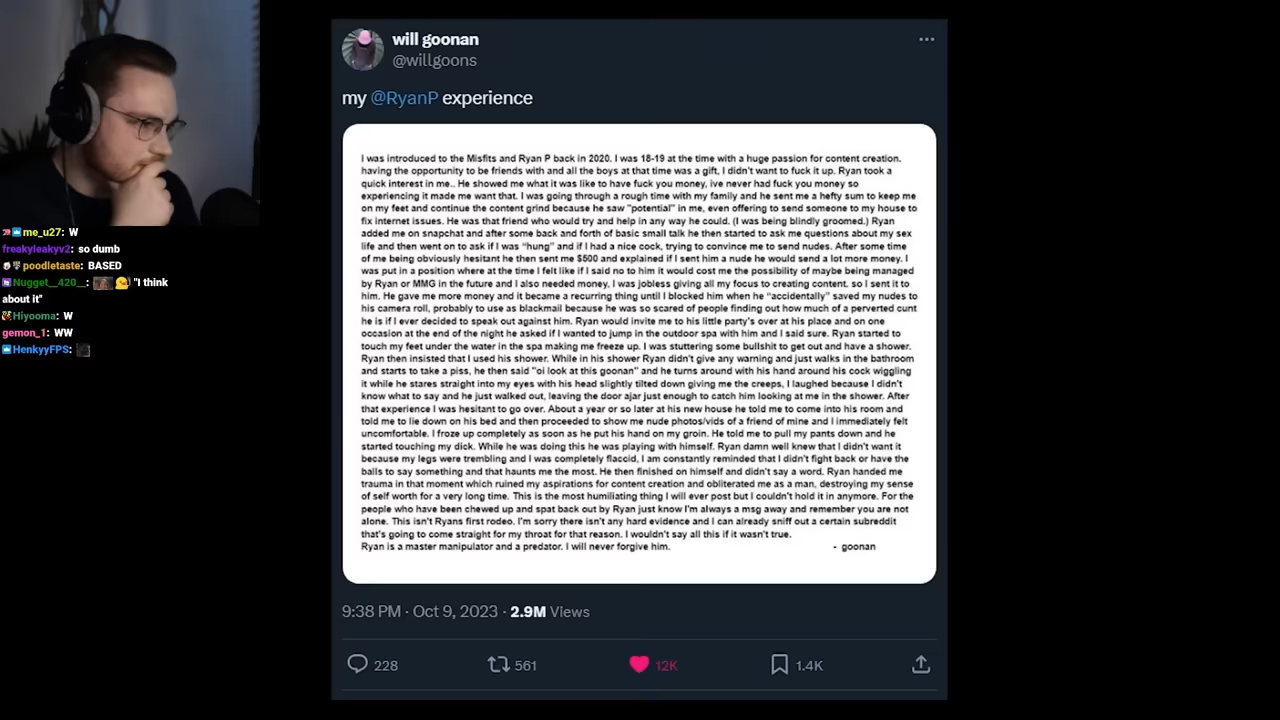 will goonan
@willgoons
my @RyanP experience
I was introduced to the Misfits and Ryan P back in 2020. I was 18-19 at the time with a huge passion for content creation.
having the opportunity to be friends with and all the boys at that time was a gift, I didn't want to fuck it up. Ryan took a
quick interest in me.. He showed me what it was like to have fuck you money, ive never had fuck you money so
experiencing it made me want that. I was going through a rough time with my family and he sent me a hefty sum to keep me
on my feet and continue the content grind because he saw "potential" in me, even offering to send someone to my house to
fix internet issues. He was that friend who would try and help in any way he could. (I was being blindly groomed.) Ryan
added me on snapchat and after some back and forth of basic small talk he then started to ask me questions about my sex
life and then went on to ask if I was "hung" and if I had a nice cock, trying to convince me to send nudes. After some time
of me being obviously hesitant he then sent me $500 and explained if I sent him a nude he would send a lot more money. I
was put in a position where at the time I felt like if I said no to him it would cost me the possibility of maybe being managed
by Ryan or MMG in the future and I also needed money, I was jobless giving all my focus to creating content. so I sent it to
him. He gave me more money and it became a recurring thing until I blocked him when he "accidentally" saved my nudes to
his camera roll, probably to use as blackmail because he was so scared of people finding out how much of a perverted cunt
he is if I ever decided to speak out against him. Ryan would invite me to his little party's over at his place and on one
occasion at the end of the night he asked if I wanted to jump in the outdoor spa with him and I said sure. Ryan started to
touch my feet under the water in the spa making me freeze up. I was stuttering some bullshit to get out and have a shower.
Ryan then insisted that I used his shower. While in his shower Ryan didn't give any warning and just walks in the bathroom
and starts to take a piss, he then said "oi look at this goonan" and he turns around with his hand around his cock wiggling
it while he stares straight into my eyes with his head slightly tilted down giving me the creeps, I laughed because I didn't
know what to say and he just walked out, leaving the door ajar just enough to catch him looking at me in the shower. After
that experience I was hesitant to go over. About a year or so later at his new house he told me to come into his room and
told me to lie down on his bed and then proceeded to show me nude photos/vids of a friend of mine and I immediately felt
uncomfortable. I froze up completely as soon as he put his hand on my groin. He told me to pull my pants down and he
started touching my dick. While he was doing this he was playing with himself. Ryan damn well knew that I didn't want it
because my legs were trembling and I was completely flaccid, I am constantly reminded that I didn't fight back or have the
balls to say something and that haunts me the most. He then finished on himself and didn't say a word. Ryan handed me
trauma in that moment which ruined my aspirations for content creation and obliterated me as a man, destroying my sense
of self worth for a very long time. This is the most humiliating thing I will ever post but I couldn't hold it in anymore. For the
people who have been chewed up and spat back out by Ryan just know I'm always a msg away and remember you are not
alone. This isn't Ryans first rodeo. I'm sorry there isn't any hard evidence and I can already sniff out a certain subreddit
that's going to come straight for my throat for that reason. I wouldn't say all this if it wasn't true.
Ryan is a master manipulator and a predator. I will never forgive him. - goonan
9:38 PM · Oct 9, 2023 · 2.9M Views
228 561 12K 1.4K
me_u27: W
freakyleakyv2: so dumb
poodletaste: BASED
Nugget__420__: "I think
about it"
Hiyooma: W
gemon_1: WW
HenkyyFPS: